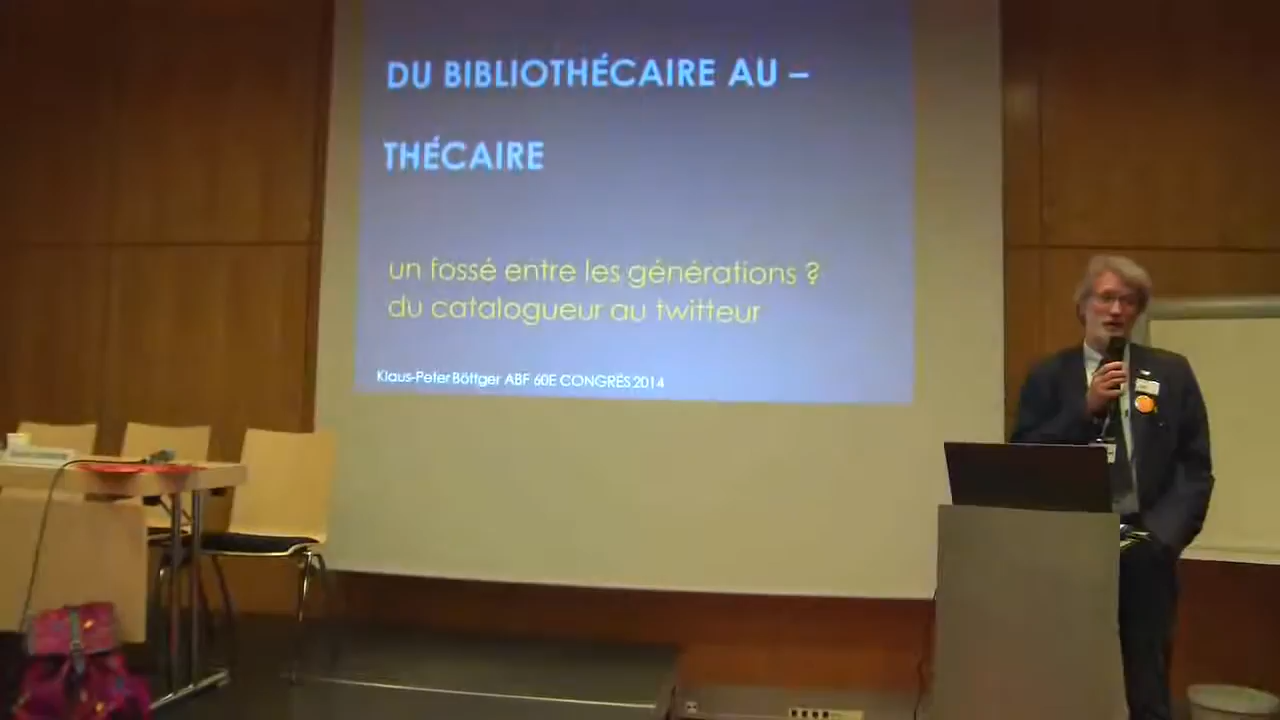 DU BIBLIOTHÉCAIRE AU –
THÉCAIRE
un fossé entre les générations ?
du catalogueur au twitteur
Klaus-Peter Böttger ABF 60E CONGRÈS 2014